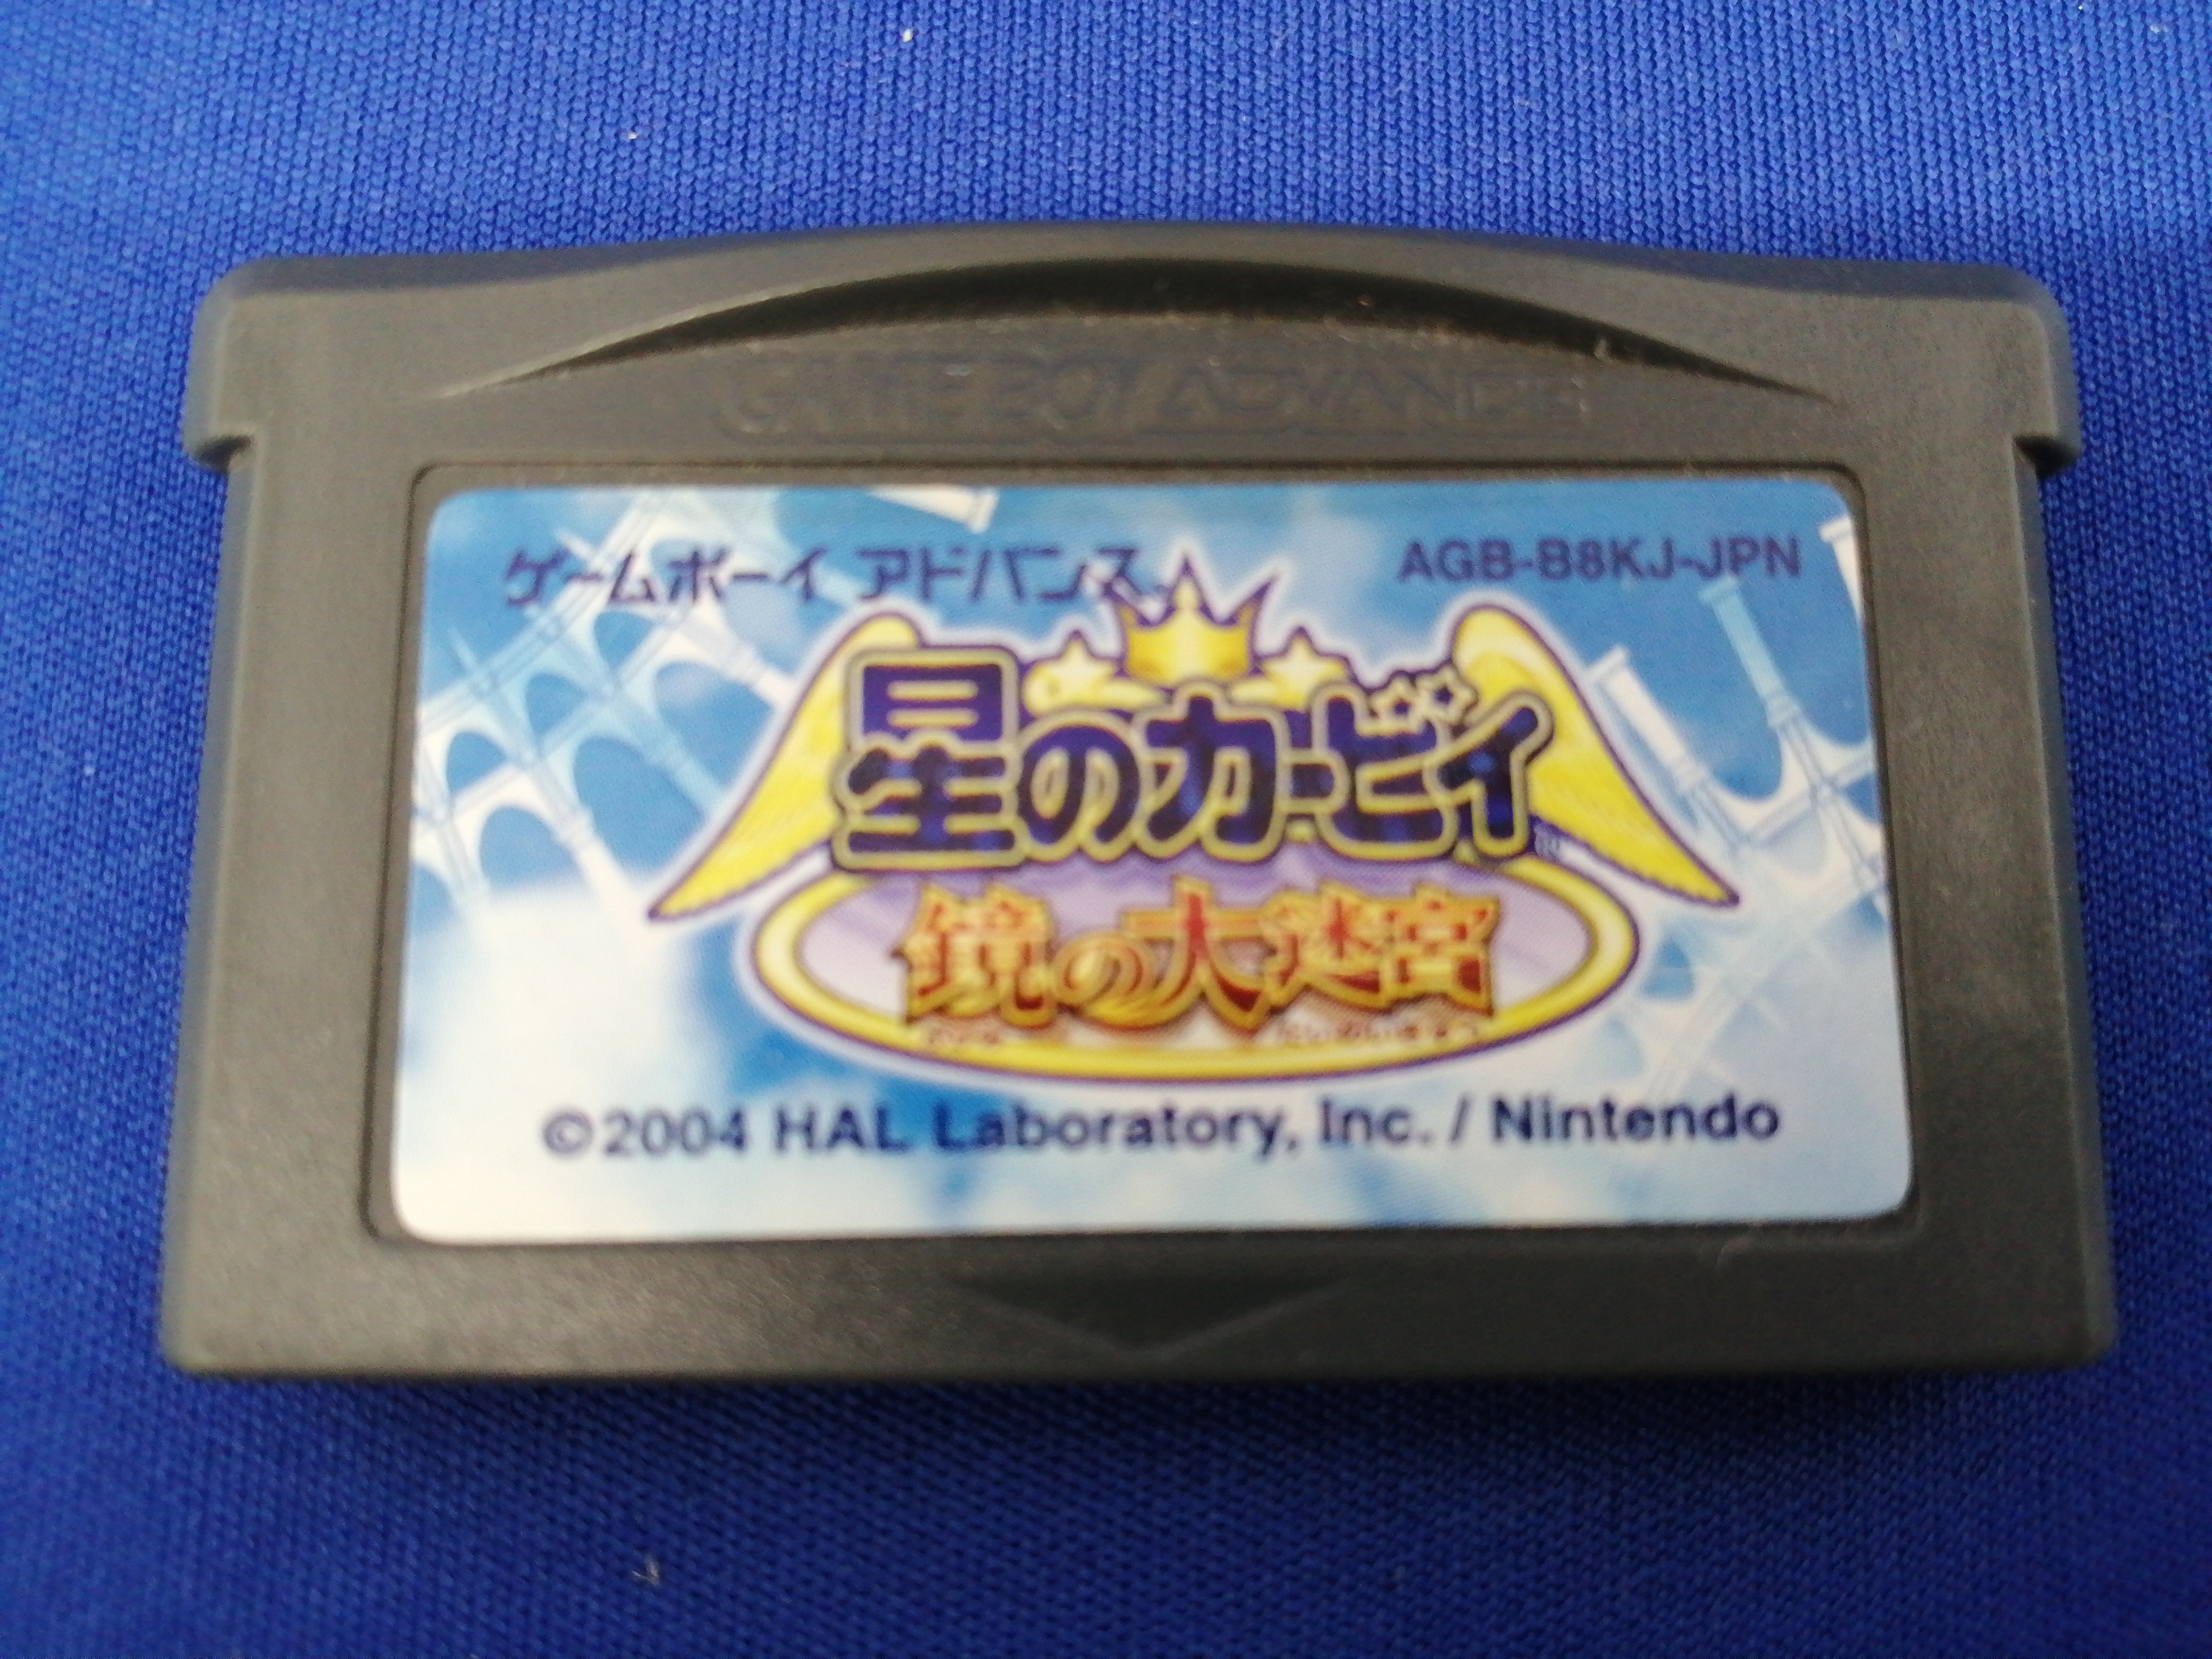 GAME BOY ADVANCE
ゲームボーイ アドバンス
AGB-B8KJ-JPN
星のカービィ
鏡の大迷宮
©2004 HAL Laboratory, Inc. / Nintendo